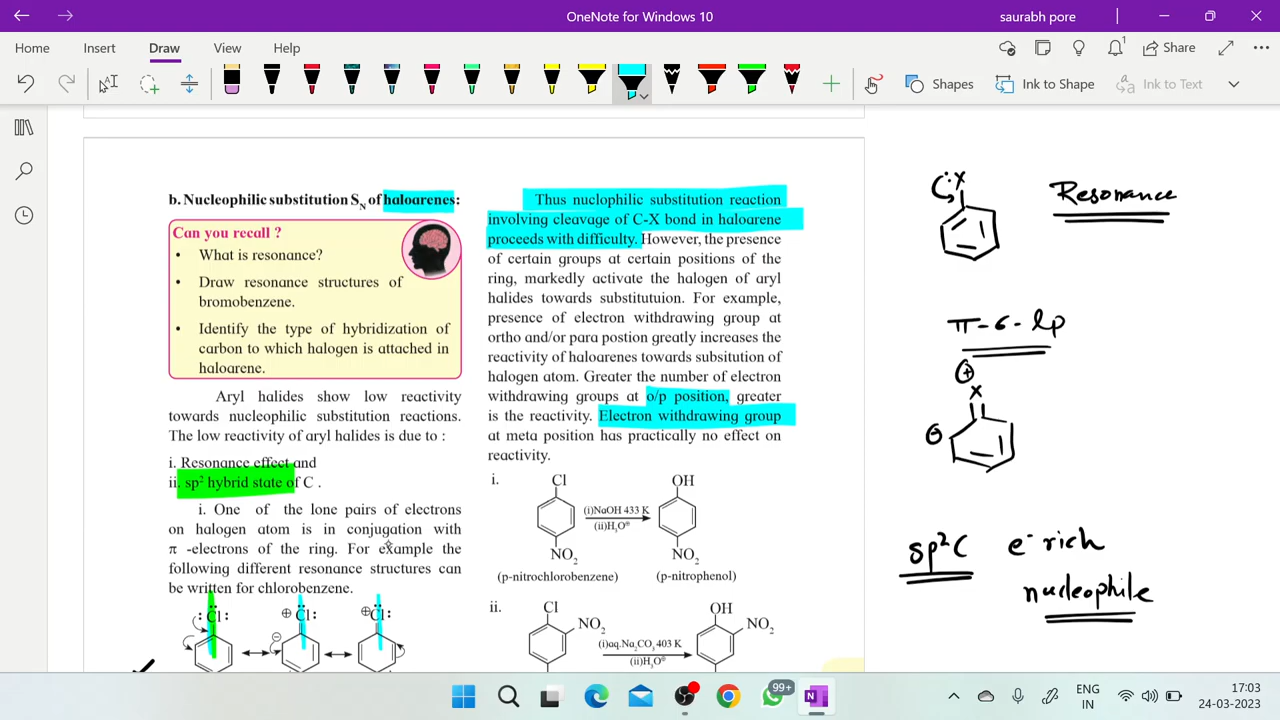 OneNote for Windows 10
saurabh pore
Home Insert Draw View Help
Share
Shapes
Ink to Shape
Ink to Text
b. Nucleophilic substitution SN of haloarenes:
Can you recall ?
• What is resonance?
• Draw resonance structures of
bromobenzene.
• Identify the type of hybridization of
carbon to which halogen is attached in
haloarene.
Aryl halides show low reactivity
towards nucleophilic substitution reactions.
The low reactivity of aryl halides is due to :
i. Resonance effect and
ii. sp² hybrid state of C .
i. One of the lone pairs of electrons
on halogen atom is in conjugation with
π -electrons of the ring. For example the
following different resonance structures can
be written for chlorobenzene.
:Cl: ⊕ Cl: ⊕Cl:
⊖
Thus nuclophilic substitution reaction
involving cleavage of C-X bond in haloarene
proceeds with difficulty. However, the presence
of certain groups at certain positions of the
ring, markedly activate the halogen of aryl
halides towards substitutuion. For example,
presence of electron withdrawing group at
ortho and/or para postion greatly increases the
reactivity of haloarenes towards subsitution of
halogen atom. Greater the number of electron
withdrawing groups at o/p position, greater
is the reactivity. Electron withdrawing group
at meta position has practically no effect on
reactivity.
i. Cl OH
(i)NaOH 433 K
(ii)H₃O⊕
NO₂ NO₂
(p-nitrochlorobenzene) (p-nitrophenol)
ii. Cl OH
NO₂ NO₂
(i)aq.Na₂CO₃ 403 K
(ii)H₃O⊕
:X
Resonance
π-σ-lp
⊕
X
⊖
sp²C e⁻ rich
nucleophile
99+
ENG
IN
17:03
24-03-2023